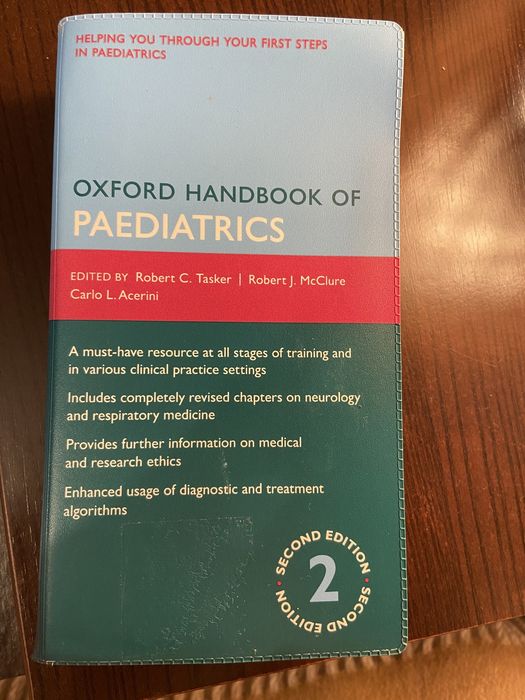 HELPING YOU THROUGH YOUR FIRST STEPS
IN PAEDIATRICS
OXFORD HANDBOOK OF
PAEDIATRICS
EDITED BY Robert C. Tasker | Robert J. McClure
Carlo L. Acerini
A must-have resource at all stages of training and
in various clinical practice settings
Includes completely revised chapters on neurology
and respiratory medicine
Provides further information on medical
and research ethics
Enhanced usage of diagnostic and treatment
algorithms
SECOND EDITION • SECOND EDITION •
2